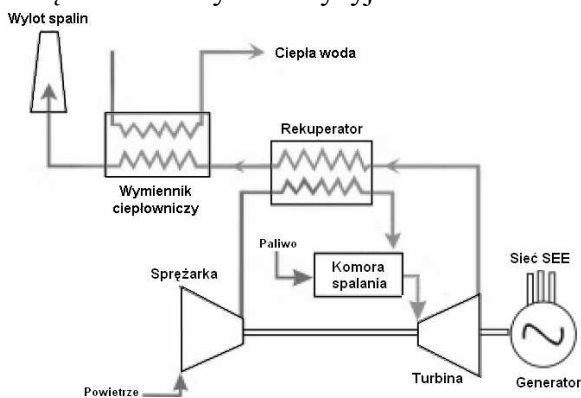 Wylot spalin
Ciepła woda
Rekuperator
Wymiennik
ciepłowniczy
Paliwo
Komora
spalania
Sieć SEE
Sprężarka
Turbina
Generator
Powietrze